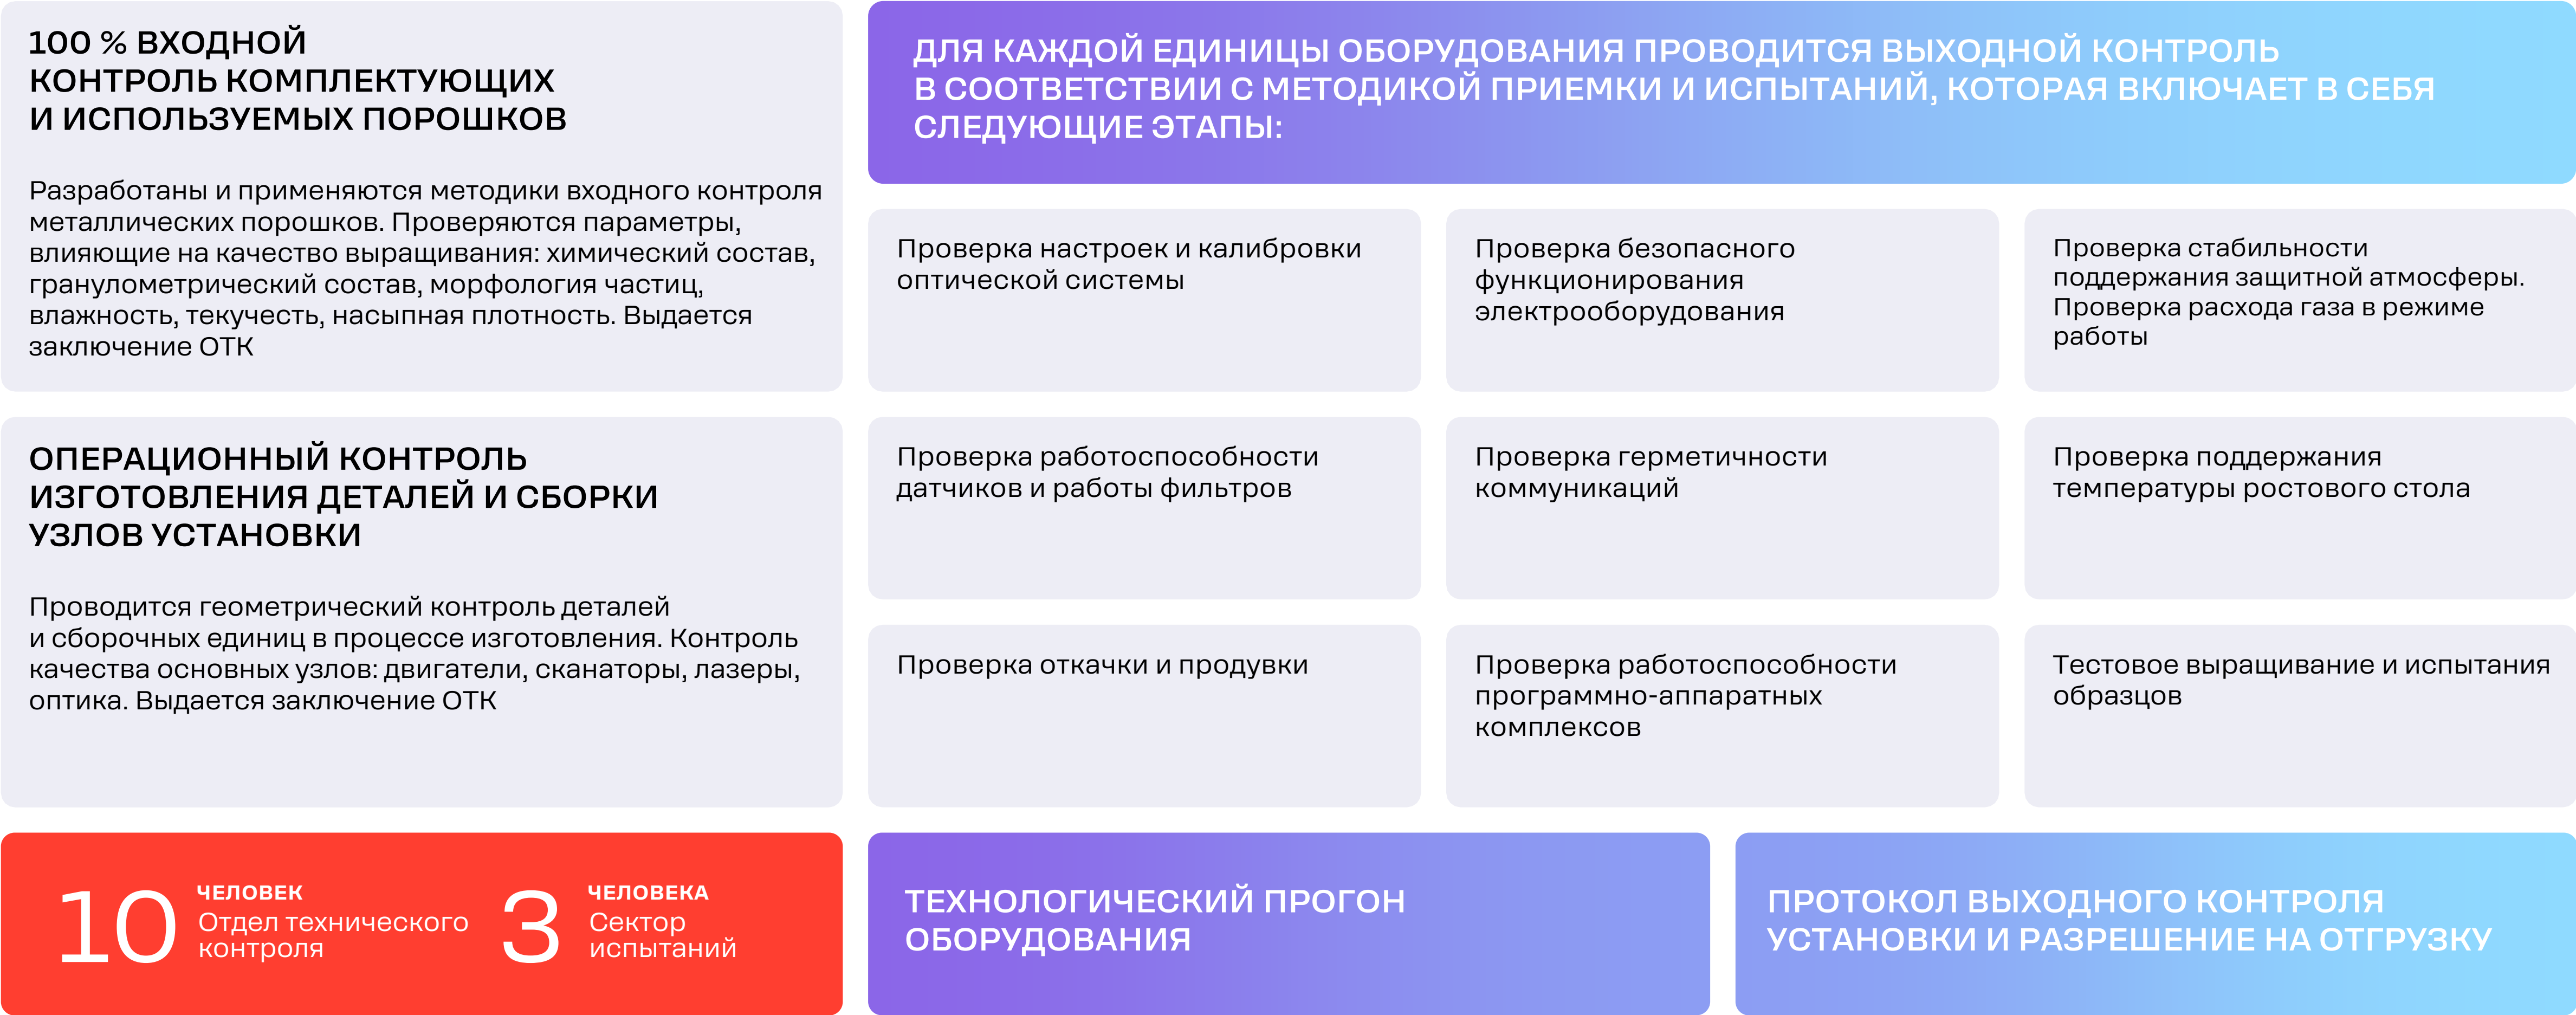 100 % ВХОДНОЙ
КОНТРОЛЬ КОМПЛЕКТУЮЩИХ
И ИСПОЛЬЗУЕМЫХ ПОРОШКОВ
Разработаны и применяются методики входного контроля
металлических порошков. Проверяются параметры,
влияющие на качество выращивания: химический состав,
гранулометрический состав, морфология частиц,
влажность, текучесть, насыпная плотность. Выдается
заключение ОТК
ОПЕРАЦИОННЫЙ КОНТРОЛЬ
ИЗГОТОВЛЕНИЯ ДЕТАЛЕЙ И СБОРКИ
УЗЛОВ УСТАНОВКИ
Проводится геометрический контроль деталей
и сборочных единиц в процессе изготовления. Контроль
качества основных узлов: двигатели, сканаторы, лазеры,
оптика. Выдается заключение ОТК
10
ЧЕЛОВЕК
Отдел технического
контроля
3
ЧЕЛОВЕКА
Сектор
испытаний
ДЛЯ КАЖДОЙ ЕДИНИЦЫ ОБОРУДОВАНИЯ ПРОВОДИТСЯ ВЫХОДНОЙ КОНТРОЛЬ
В СООТВЕТСТВИИ С МЕТОДИКОЙ ПРИЕМКИ И ИСПЫТАНИЙ, КОТОРАЯ ВКЛЮЧАЕТ В СЕБЯ
СЛЕДУЮЩИЕ ЭТАПЫ:
Проверка настроек и калибровки
оптической системы
Проверка безопасного
функционирования
электрооборудования
Проверка стабильности
поддержания защитной атмосферы.
Проверка расхода газа в режиме
работы
Проверка работоспособности
датчиков и работы фильтров
Проверка герметичности
коммуникаций
Проверка поддержания
температуры ростового стола
Проверка откачки и продувки
Проверка работоспособности
программно-аппаратных
комплексов
Тестовое выращивание и испытания
образцов
ТЕХНОЛОГИЧЕСКИЙ ПРОГОН
ОБОРУДОВАНИЯ
ПРОТОКОЛ ВЫХОДНОГО КОНТРОЛЯ
УСТАНОВКИ И РАЗРЕШЕНИЕ НА ОТГРУЗКУ